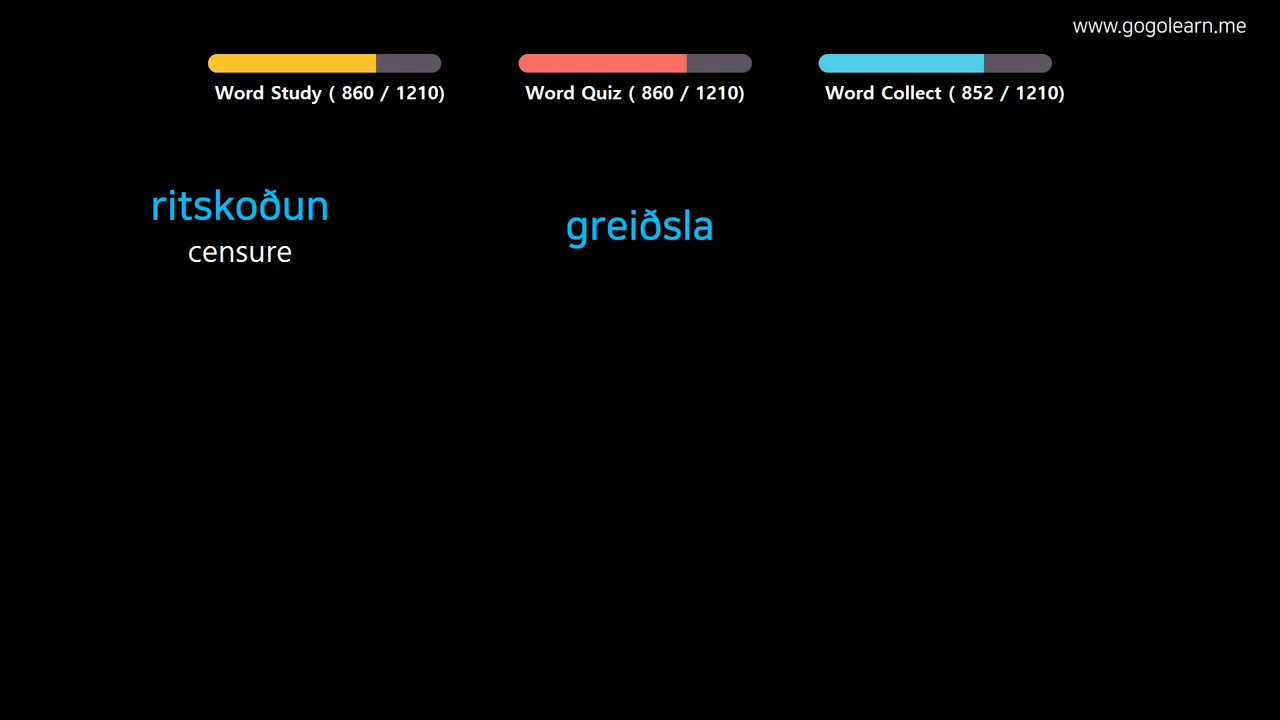 www.gogolearn.me
Word Study ( 860 / 1210)
Word Quiz ( 860 / 1210)
Word Collect ( 852 / 1210)
ritskoðun
censure
greiðsla